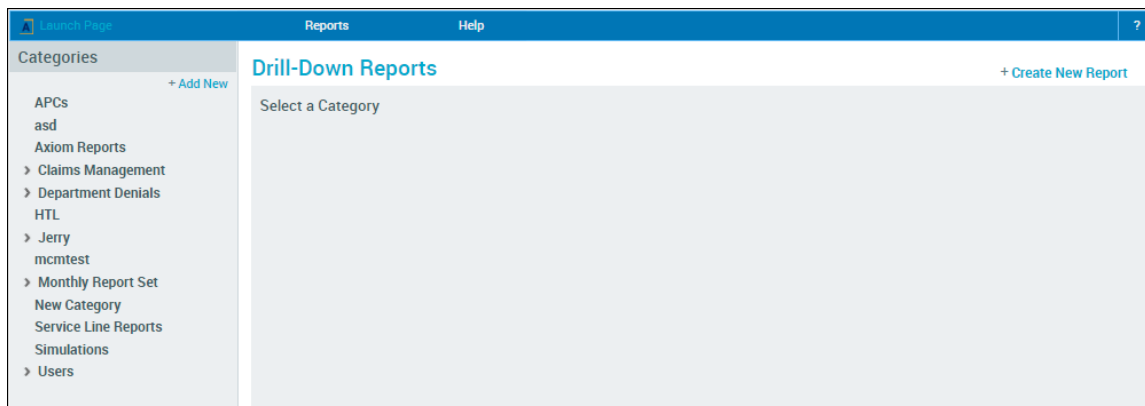 Launch Page Reports Help ?
Categories
+ Add New
APCs
asd
Axiom Reports
Claims Management
Department Denials
HTL
Jerry
mcmtest
Monthly Report Set
New Category
Service Line Reports
Simulations
Users
Drill-Down Reports
+ Create New Report
Select a Category